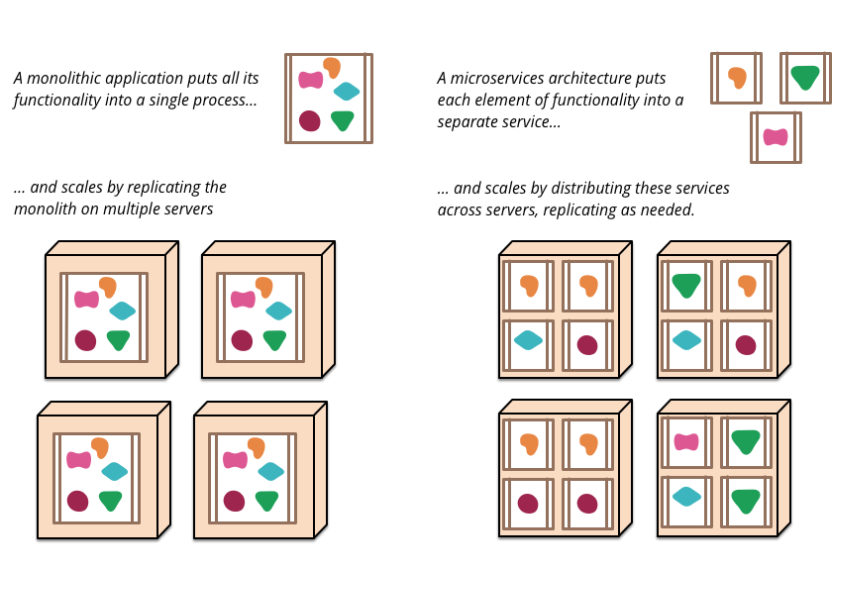 A monolithic application puts all its
functionality into a single process...
... and scales by replicating the
monolith on multiple servers
A microservices architecture puts
each element of functionality into a
separate service...
... and scales by distributing these services
across servers, replicating as needed.